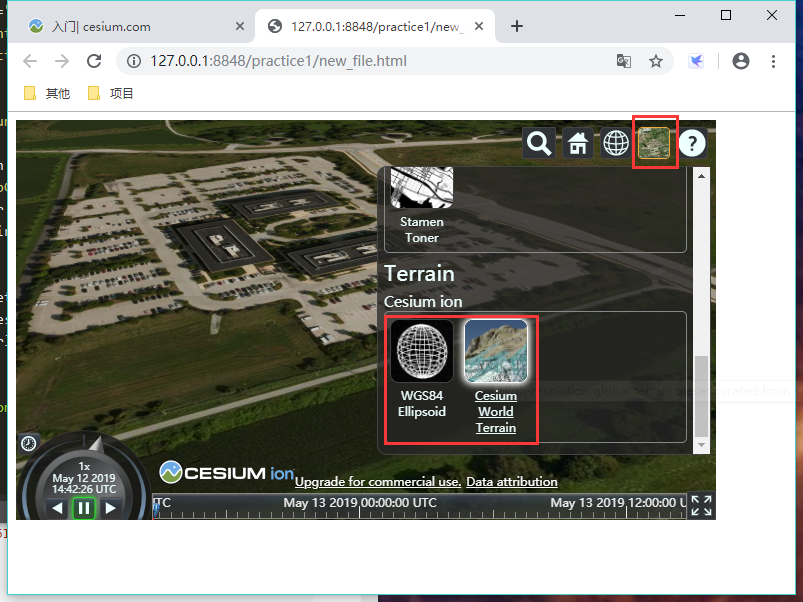 入门| cesium.com
127.0.0.1:8848/practice1/new_
127.0.0.1:8848/practice1/new_file.html
其他
项目
Stamen
Toner
Terrain
Cesium ion
WGS84
Ellipsoid
Cesium
World
Terrain
1x
May 12 2019
14:42:26 UTC
CESIUM ion
Upgrade for commercial use. Data attribution
UTC
May 13 2019 00:00:00 UTC
May 13 2019 12:00:00 U